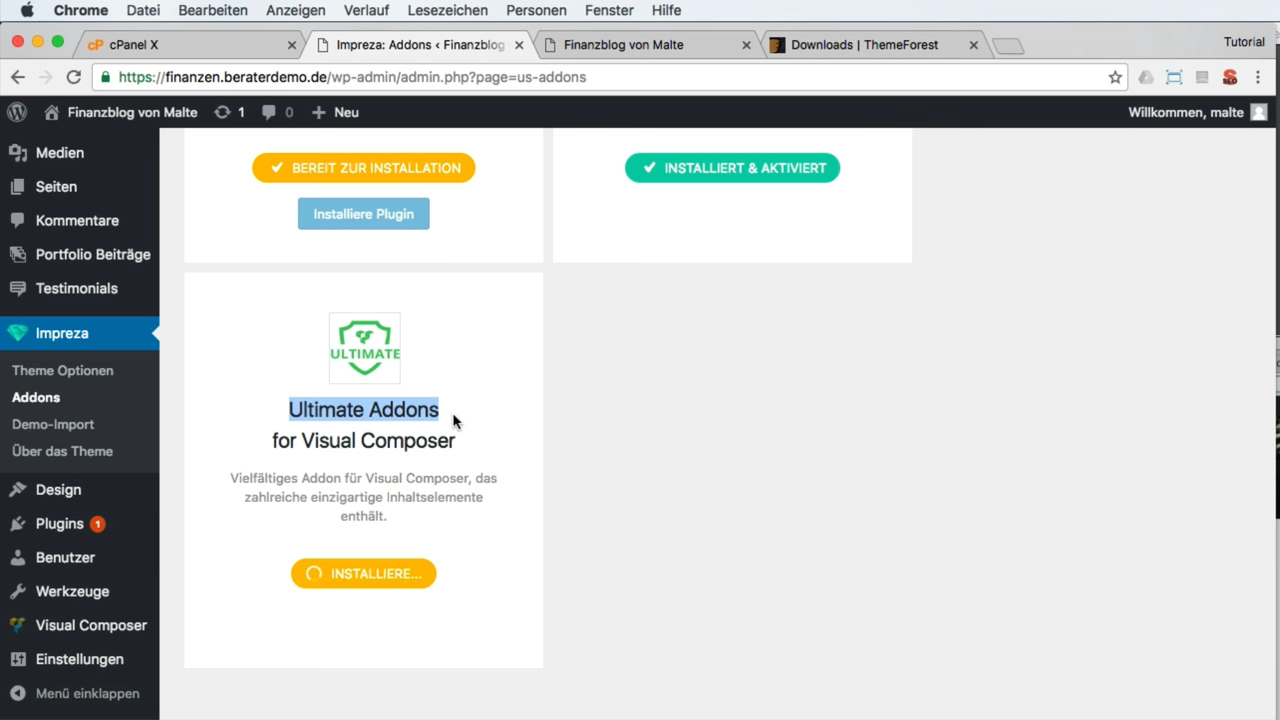 Chrome Datei Bearbeiten Anzeigen Verlauf Lesezeichen Personen Fenster Hilfe
cPanel X
Impreza: Addons ‹ Finanzblog
Finanzblog von Malte
Downloads | ThemeForest
Tutorial
https://finanzen.beraterdemo.de/wp-admin/admin.php?page=us-addons
Finanzblog von Malte 1 0 + Neu
Willkommen, malte
Medien
Seiten
Kommentare
Portfolio Beiträge
Testimonials
Impreza
Theme Optionen
Addons
Demo-Import
Über das Theme
Design
Plugins 1
Benutzer
Werkzeuge
Visual Composer
Einstellungen
Menü einklappen
BEREIT ZUR INSTALLATION
Installiere Plugin
INSTALLIERT & AKTIVIERT
ULTIMATE
Ultimate Addons
for Visual Composer
Vielfältiges Addon für Visual Composer, das
zahlreiche einzigartige Inhaltselemente
enthält.
INSTALLIERE...